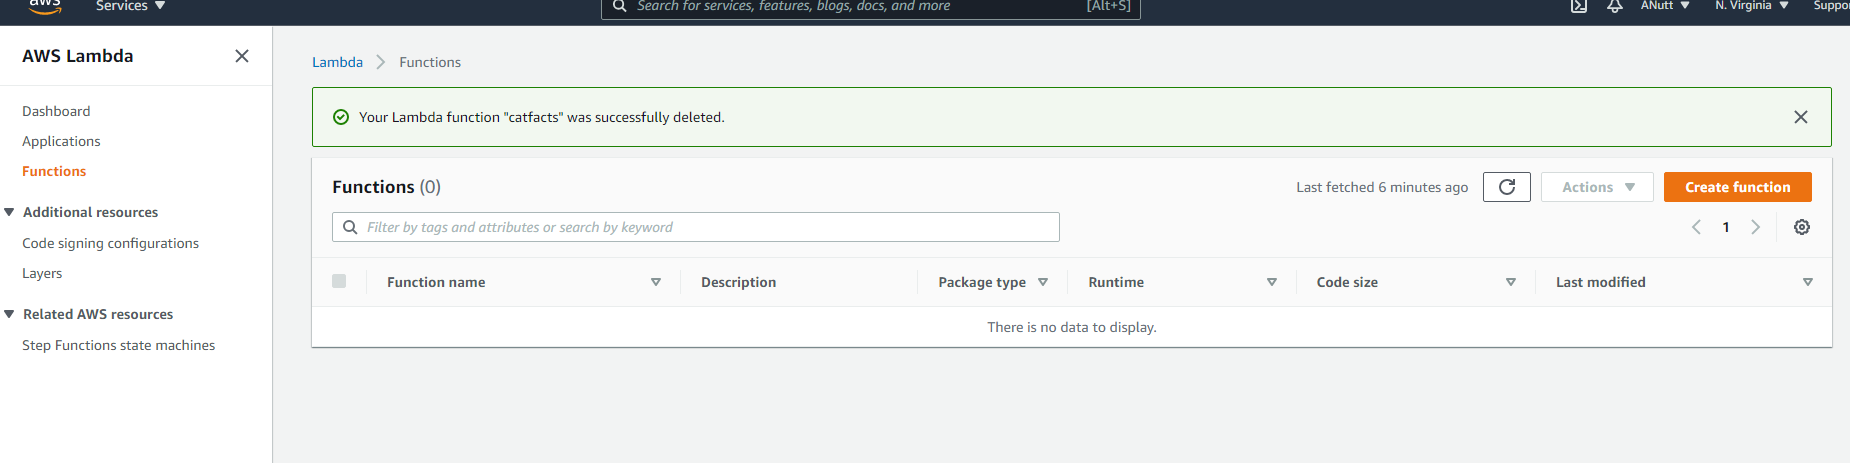 aws
Services
Search for services, features, blogs, docs, and more
[Alt+S]
ANutt
N. Virginia
AWS Lambda
Dashboard
Applications
Functions
Additional resources
Code signing configurations
Layers
Related AWS resources
Step Functions state machines
Lambda
Functions
Your Lambda function "catfacts" was successfully deleted.
Functions (0)
Last fetched 6 minutes ago
Actions
Create function
Filter by tags and attributes or search by keyword
1
Function name
Description
Package type
Runtime
Code size
Last modified
There is no data to display.